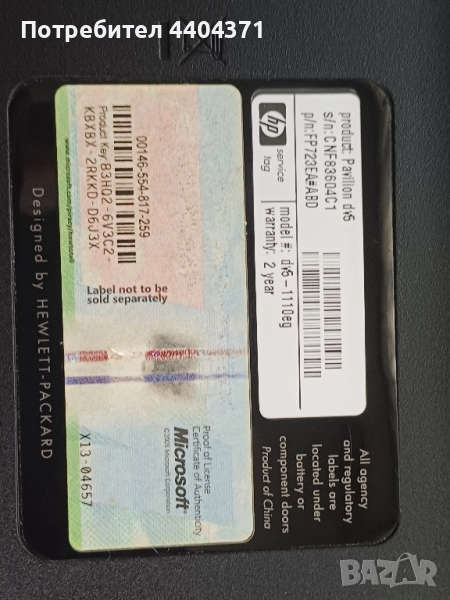 Потребител 4404371
product: Pavilion dv5
s/n:CNF83604C1
p/n:FP723EA#ABD
hp
service
tag
model #: dv5-1110eg
warranty: 2 year
All agency
and regulatory
labels are
located under
battery or
component doors
Product of China
00146-554-817-259
Product Key: B3HO2-6V3C2-
KBXBX-2RKKD-D6J3X
Label not to be
sold separately
Proof of License
Certificate of Authenticity
Microsoft®
X13-04657
Designed by HEWLETT-PACKARD
BAZAR